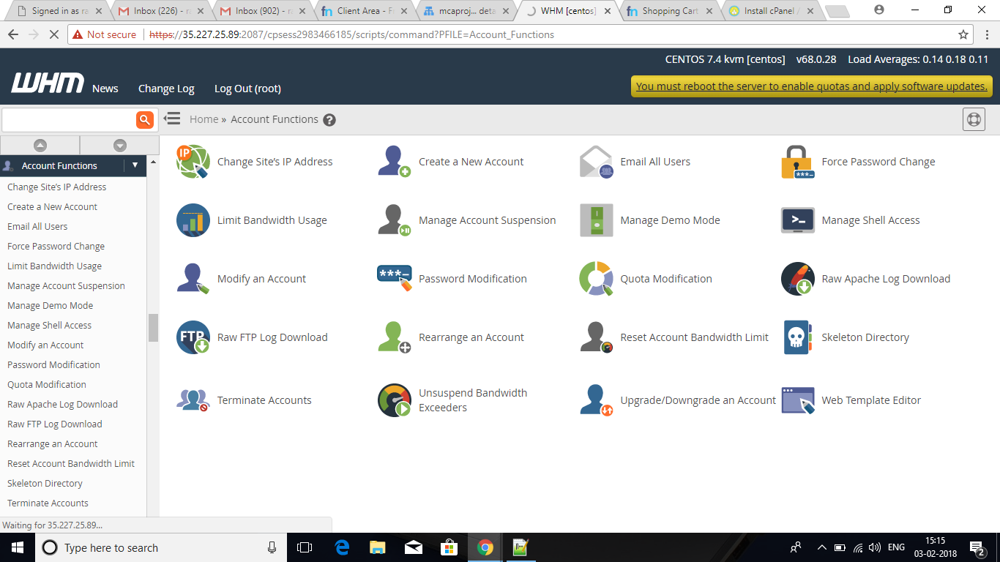 Signed in as ra
Inbox (226) - r
Inbox (902) - r
Client Area - F
mcaproj... deta
WHM [centos]
Shopping Cart
Install cPanel /
Not secure
https://35.227.25.89:2087/cpsess2983466185/scripts/command?PFILE=Account_Functions
CENTOS 7.4 kvm [centos] v68.0.28 Load Averages: 0.14 0.18 0.11
WHM
News
Change Log
Log Out (root)
You must reboot the server to enable quotas and apply software updates.
Home » Account Functions ?
Account Functions
Change Site's IP Address
Create a New Account
Email All Users
Force Password Change
Limit Bandwidth Usage
Manage Account Suspension
Manage Demo Mode
Manage Shell Access
Modify an Account
Password Modification
Quota Modification
Raw Apache Log Download
Raw FTP Log Download
Rearrange an Account
Reset Account Bandwidth Limit
Skeleton Directory
Terminate Accounts
IP
Change Site's IP Address
Create a New Account
Email All Users
***_
Force Password Change
Limit Bandwidth Usage
Manage Account Suspension
Manage Demo Mode
>_
Manage Shell Access
Modify an Account
***_
Password Modification
Quota Modification
Raw Apache Log Download
FTP
Raw FTP Log Download
Rearrange an Account
Reset Account Bandwidth Limit
Skeleton Directory
Terminate Accounts
Unsuspend Bandwidth
Exceeders
Upgrade/Downgrade an Account
Web Template Editor
Waiting for 35.227.25.89...
Type here to search
ENG
15:15
03-02-2018
2